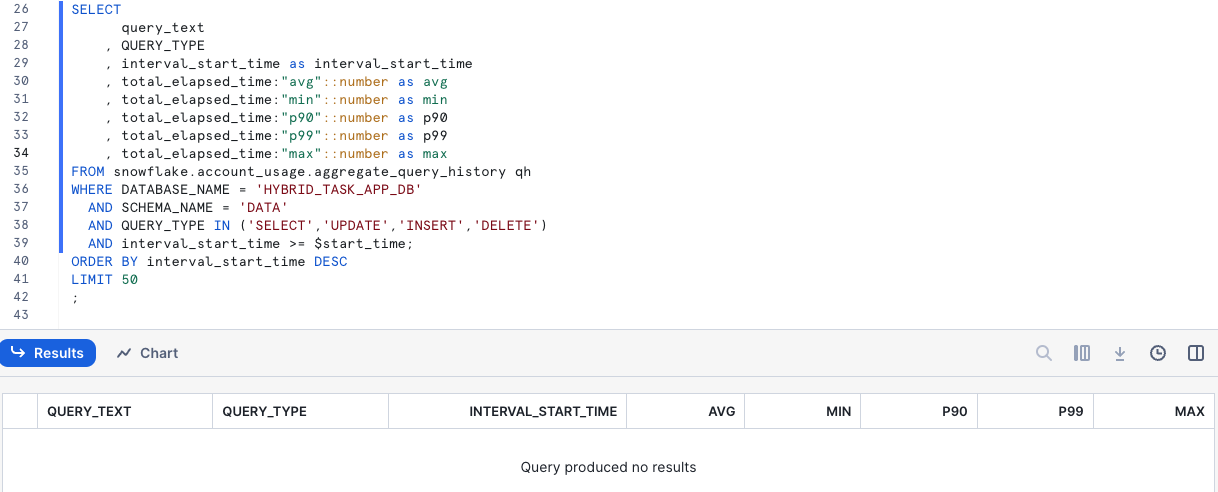 26 SELECT
27 query_text
28 , QUERY_TYPE
29 , interval_start_time as interval_start_time
30 , total_elapsed_time:"avg"::number as avg
31 , total_elapsed_time:"min"::number as min
32 , total_elapsed_time:"p90"::number as p90
33 , total_elapsed_time:"p99"::number as p99
34 , total_elapsed_time:"max"::number as max
35 FROM snowflake.account_usage.aggregate_query_history qh
36 WHERE DATABASE_NAME = 'HYBRID_TASK_APP_DB'
37 AND SCHEMA_NAME = 'DATA'
38 AND QUERY_TYPE IN ('SELECT','UPDATE','INSERT','DELETE')
39 AND interval_start_time >= $start_time;
40 ORDER BY interval_start_time DESC
41 LIMIT 50
42 ;
43
Results Chart
QUERY_TEXT QUERY_TYPE INTERVAL_START_TIME AVG MIN P90 P99 MAX
Query produced no results